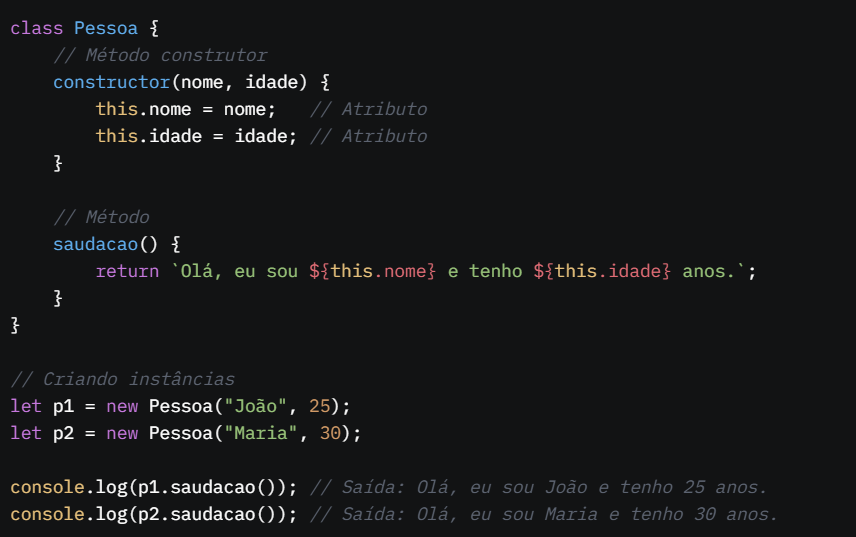 class Pessoa {
    // Método construtor
    constructor(nome, idade) {
        this.nome = nome;   // Atributo
        this.idade = idade; // Atributo
    }

    // Método
    saudacao() {
        return `Olá, eu sou ${this.nome} e tenho ${this.idade} anos.`;
    }
}

// Criando instâncias
let p1 = new Pessoa("João", 25);
let p2 = new Pessoa("Maria", 30);

console.log(p1.saudacao()); // Saída: Olá, eu sou João e tenho 25 anos.
console.log(p2.saudacao()); // Saída: Olá, eu sou Maria e tenho 30 anos.